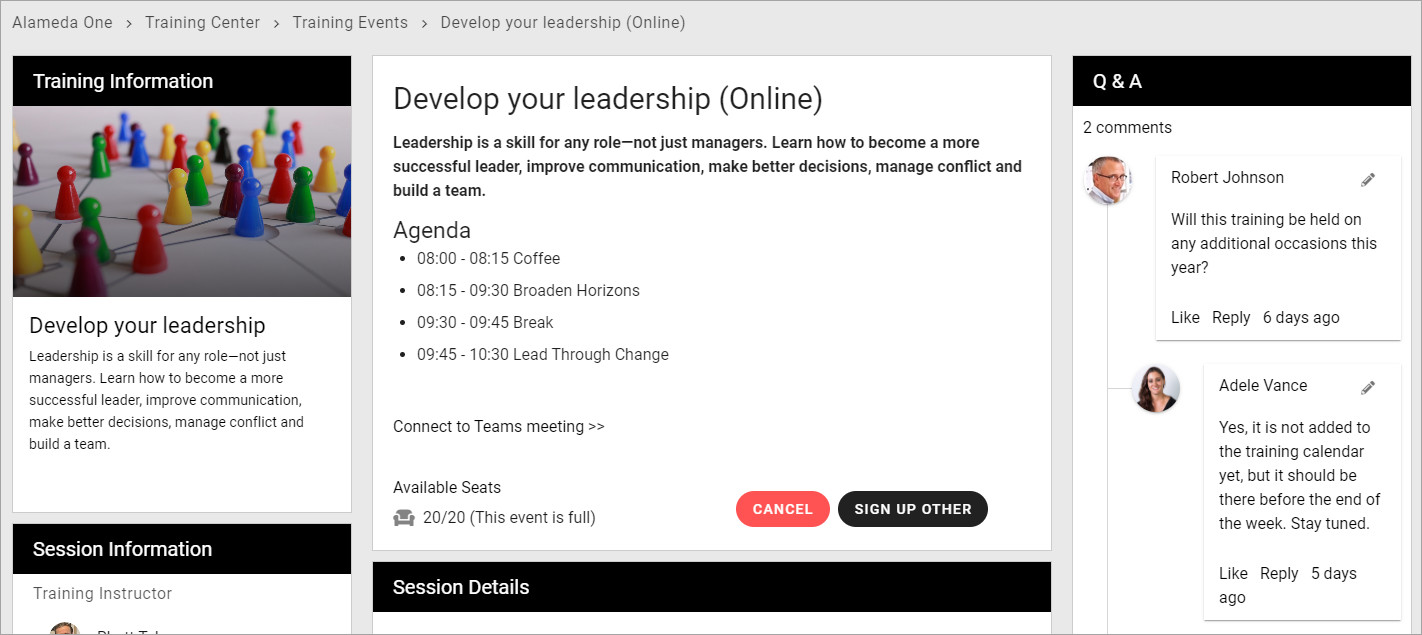 Alameda One > Training Center > Training Events > Develop your leadership (Online)
Training Information
Develop your leadership
Leadership is a skill for any role—not just
managers. Learn how to become a more
successful leader, improve communication,
make better decisions, manage conflict and
build a team.
Session Information
Training Instructor
Develop your leadership (Online)
Leadership is a skill for any role—not just managers. Learn how to become a more
successful leader, improve communication, make better decisions, manage conflict and
build a team.
Agenda
• 08:00 - 08:15 Coffee
• 08:15 - 09:30 Broaden Horizons
• 09:30 - 09:45 Break
• 09:45 - 10:30 Lead Through Change
Connect to Teams meeting >>
Available Seats
20/20 (This event is full)
CANCEL SIGN UP OTHER
Session Details
Q & A
2 comments
Robert Johnson
Will this training be held on
any additional occasions this
year?
Like Reply 6 days ago
Adele Vance
Yes, it is not added to
the training calendar
yet, but it should be
there before the end of
the week. Stay tuned.
Like Reply 5 days
ago